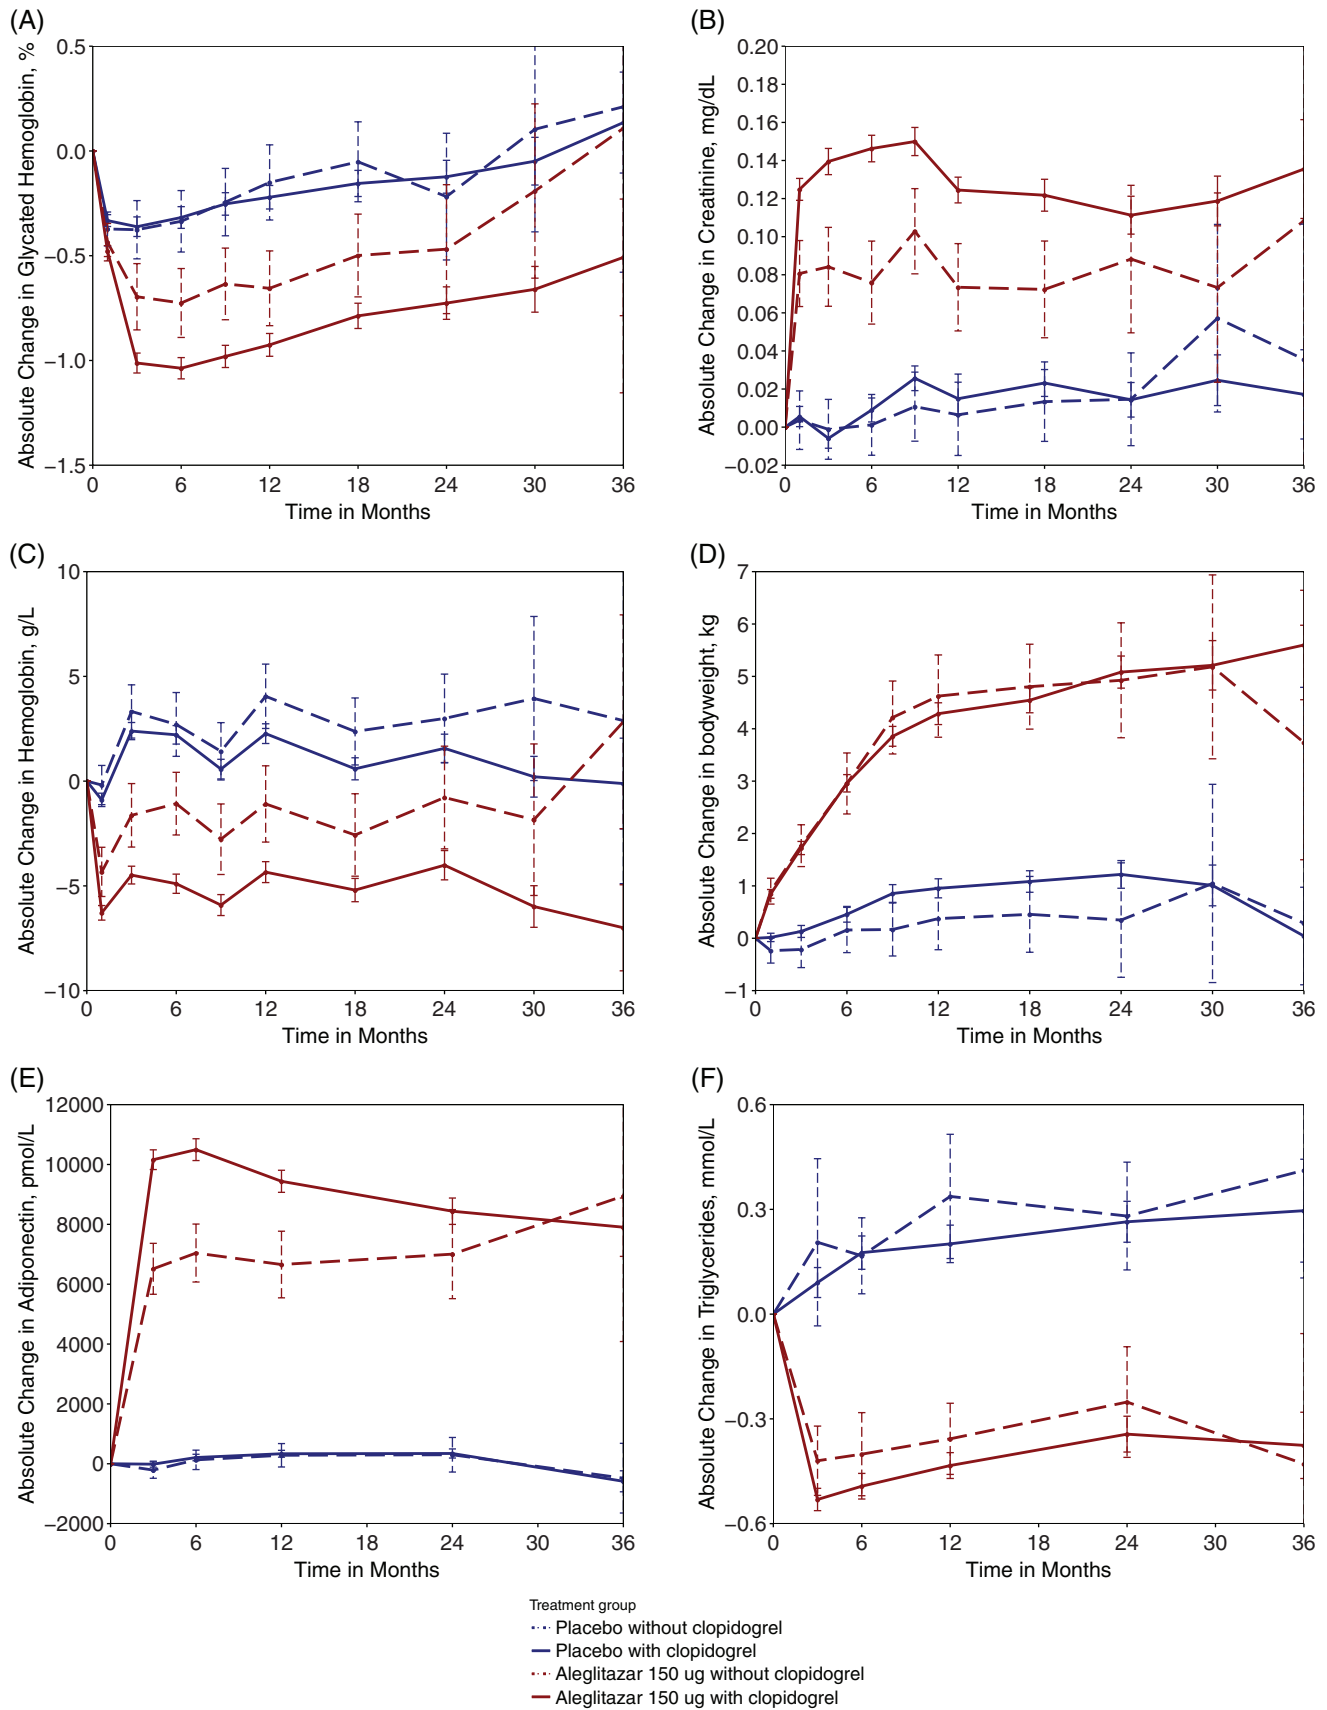 (A)
Absolute Change in Glycated Hemoglobin, %
0.5
0.0
−0.5
−1.0
−1.5
0 6 12 18 24 30 36
Time in Months
(B)
Absolute Change in Creatinine, mg/dL
0.20
0.18
0.16
0.14
0.12
0.10
0.08
0.06
0.04
0.02
0.00
−0.02
0 6 12 18 24 30 36
Time in Months
(C)
Absolute Change in Hemoglobin, g/L
10
5
0
−5
−10
0 6 12 18 24 30 36
Time in Months
(D)
Absolute Change in bodyweight, kg
7
6
5
4
3
2
1
0
−1
0 6 12 18 24 30 36
Time in Months
(E)
Absolute Change in Adiponectin, pmol/L
12000
10000
8000
6000
4000
2000
0
−2000
0 6 12 18 24 30 36
Time in Months
(F)
Absolute Change in Triglycerides, mmol/L
0.6
0.3
0.0
−0.3
−0.6
0 6 12 18 24 30 36
Time in Months
Treatment group
Placebo without clopidogrel
Placebo with clopidogrel
Aleglitazar 150 ug without clopidogrel
Aleglitazar 150 ug with clopidogrel